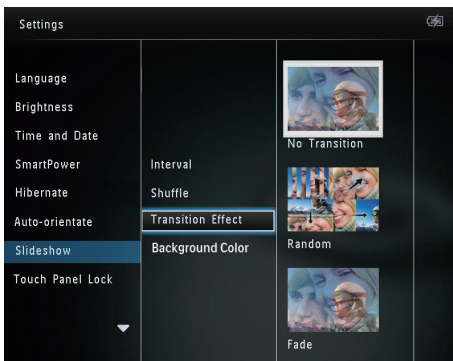 Settings
Language
Brightness
Time and Date
SmartPower
Hibernate
Auto-orientate
Slideshow
Touch Panel Lock
Interval
Shuffle
Transition Effect
Background Color
No Transition
Random
Fade